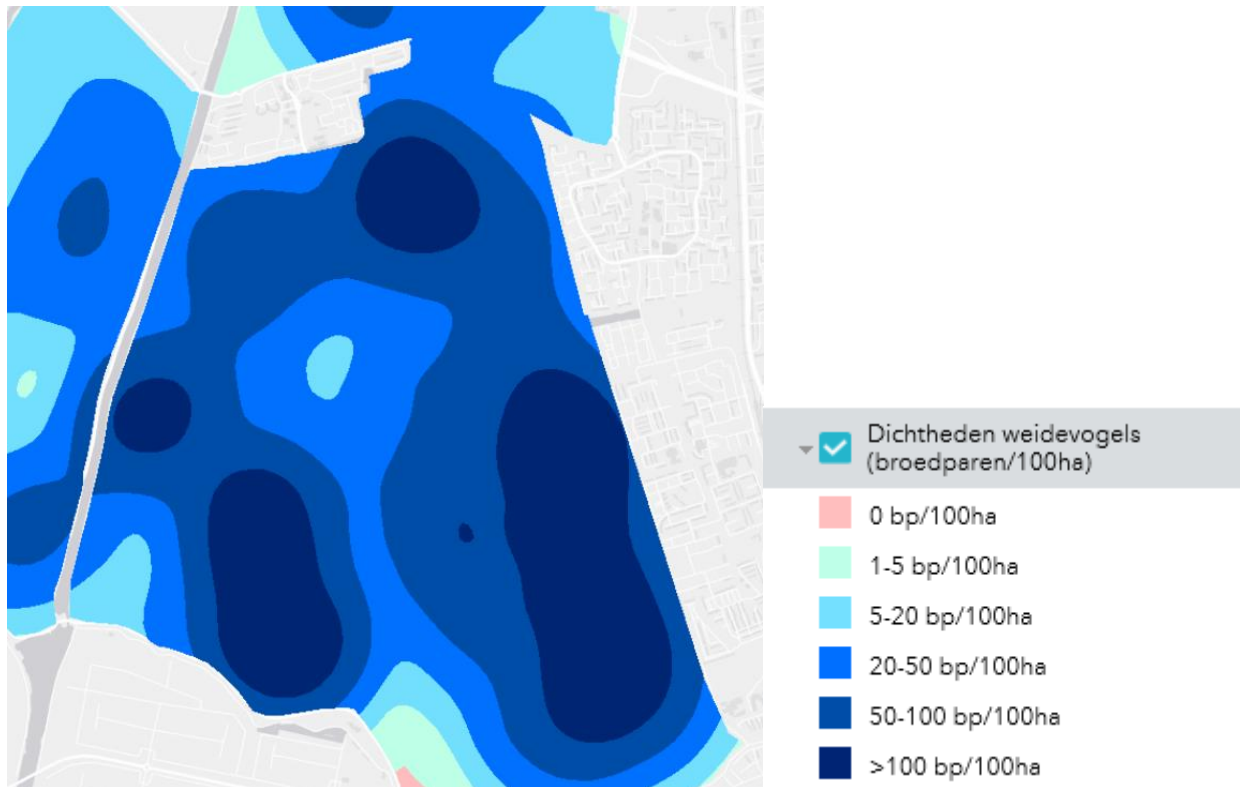 Dichtheden weidevogels
(broedparen/100ha)
0 bp/100ha
1-5 bp/100ha
5-20 bp/100ha
20-50 bp/100ha
50-100 bp/100ha
>100 bp/100ha